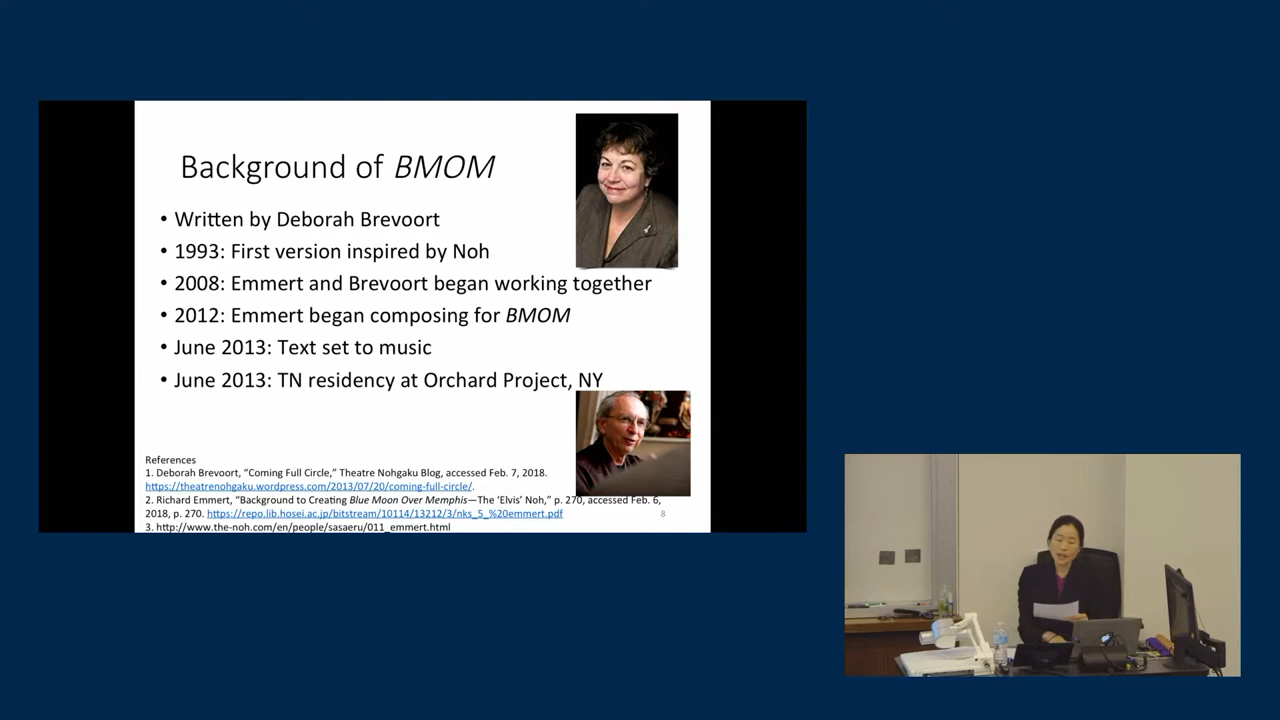 Background of BMOM
• Written by Deborah Brevoort
• 1993: First version inspired by Noh
• 2008: Emmert and Brevoort began working together
• 2012: Emmert began composing for BMOM
• June 2013: Text set to music
• June 2013: TN residency at Orchard Project, NY
References
1. Deborah Brevoort, “Coming Full Circle,” Theatre Nohgaku Blog, accessed Feb. 7, 2018.
https://theatrenohgaku.wordpress.com/2013/07/20/coming-full-circle/.
2. Richard Emmert, “Background to Creating Blue Moon Over Memphis—The ‘Elvis’ Noh,” p. 270, accessed Feb. 6,
2018, p. 270. https://repo.lib.hosei.ac.jp/bitstream/10114/13212/3/nks_5_%20emmert.pdf
8
3. http://www.the-noh.com/en/people/sasaeru/011_emmert.html